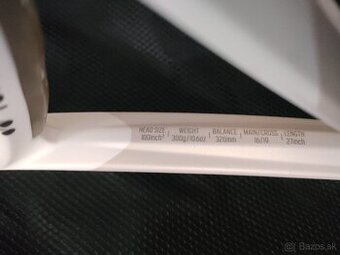 HEAD SIZE | WEIGHT | BALANCE | MAIN/CROSS | LENGTH
100inch² | 300g/10.6oz | 320mm | 16/19 | 27inch
© Bazos.sk